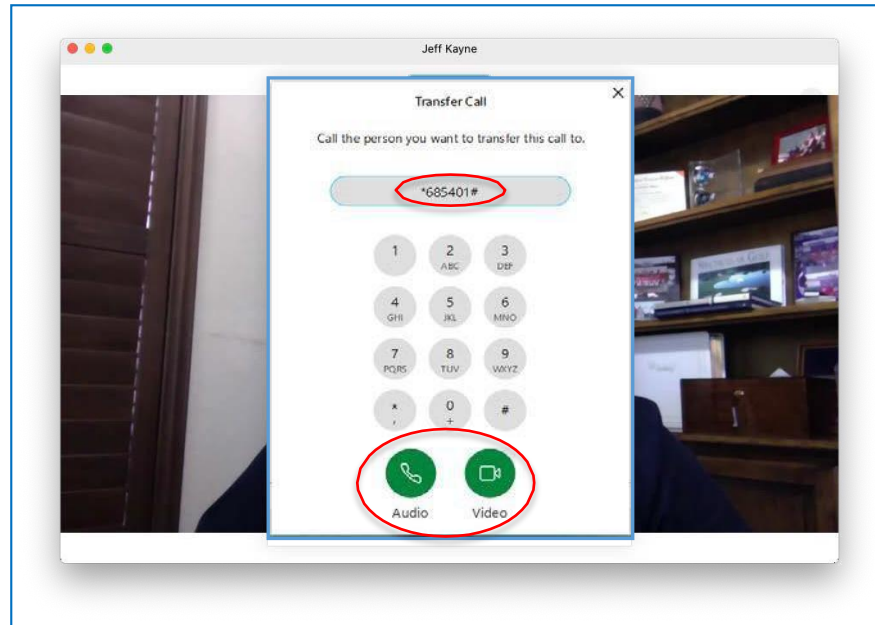 Jeff Kayne
Transfer Call
Call the person you want to transfer this call to.
*685401#
1 2 3
ABC DEF
4 5 6
GHI JKL MNO
7 8 9
PQRS TUV WXYZ
* 0 #
, +
Audio Video